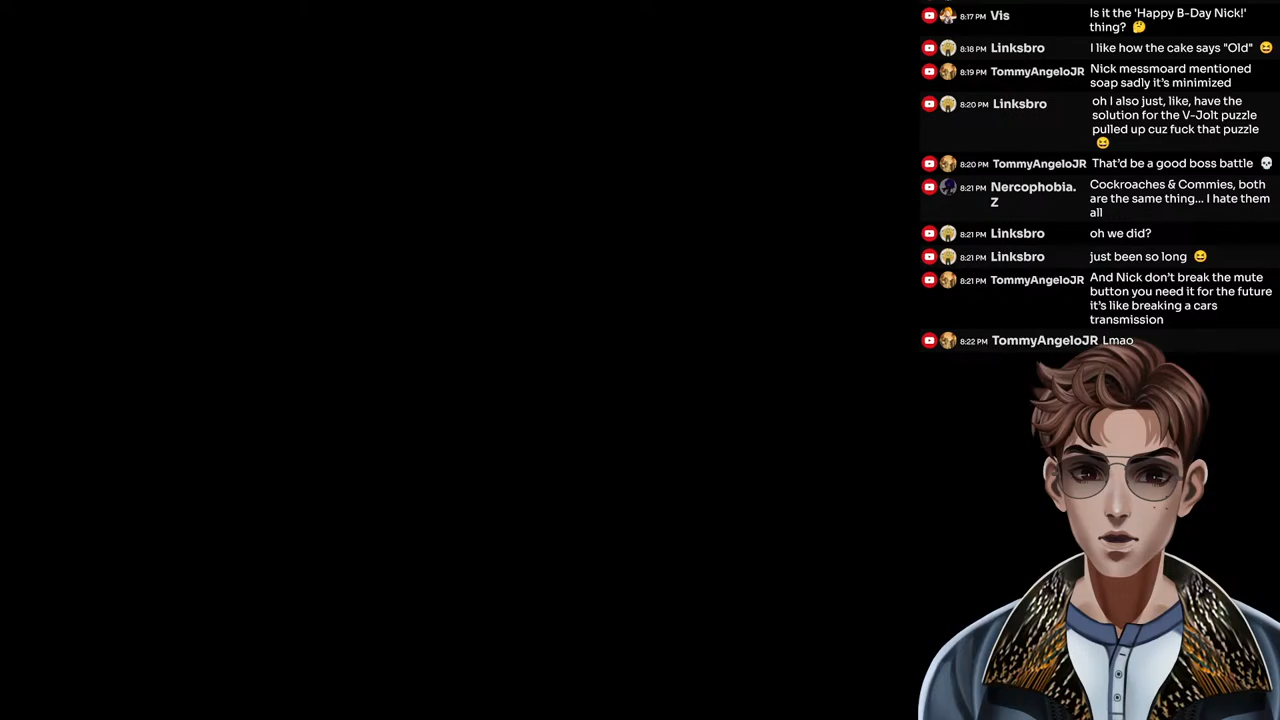 8:17 PM Vis Is it the 'Happy B-Day Nick!'
thing? 🤔
8:18 PM Linksbro I like how the cake says "Old" 😆
8:19 PM TommyAngeloJR Nick messmoard mentioned
soap sadly it's minimized
8:20 PM Linksbro oh I also just, like, have the
solution for the V-Jolt puzzle
pulled up cuz fuck that puzzle
😆
8:20 PM TommyAngeloJR That'd be a good boss battle 💀
8:21 PM Nercophobia. Cockroaches & Commies, both
Z are the same thing... I hate them
all
8:21 PM Linksbro oh we did?
8:21 PM Linksbro just been so long 😆
8:21 PM TommyAngeloJR And Nick don't break the mute
button you need it for the future
it's like breaking a cars
transmission
8:22 PM TommyAngeloJR Lmao